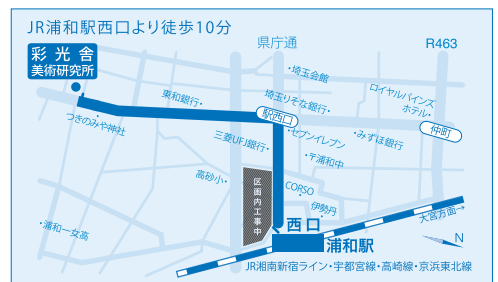 JR浦和駅西口より徒歩10分
県庁通
R463
彩光舎
美術研究所
埼玉会館
ロイヤルパインズ
ホテル
東和銀行
埼玉りそな銀行
駅西口
仲町
つきのみや神社
三菱UFJ銀行
セブンイレブン
みずほ銀行
〒浦和中
高砂小
区画内工事中
CORSO
伊勢丹
浦和一女高
西口
大宮方面→
浦和駅
N
JR湘南新宿ライン・宇都宮線・高崎線・京浜東北線